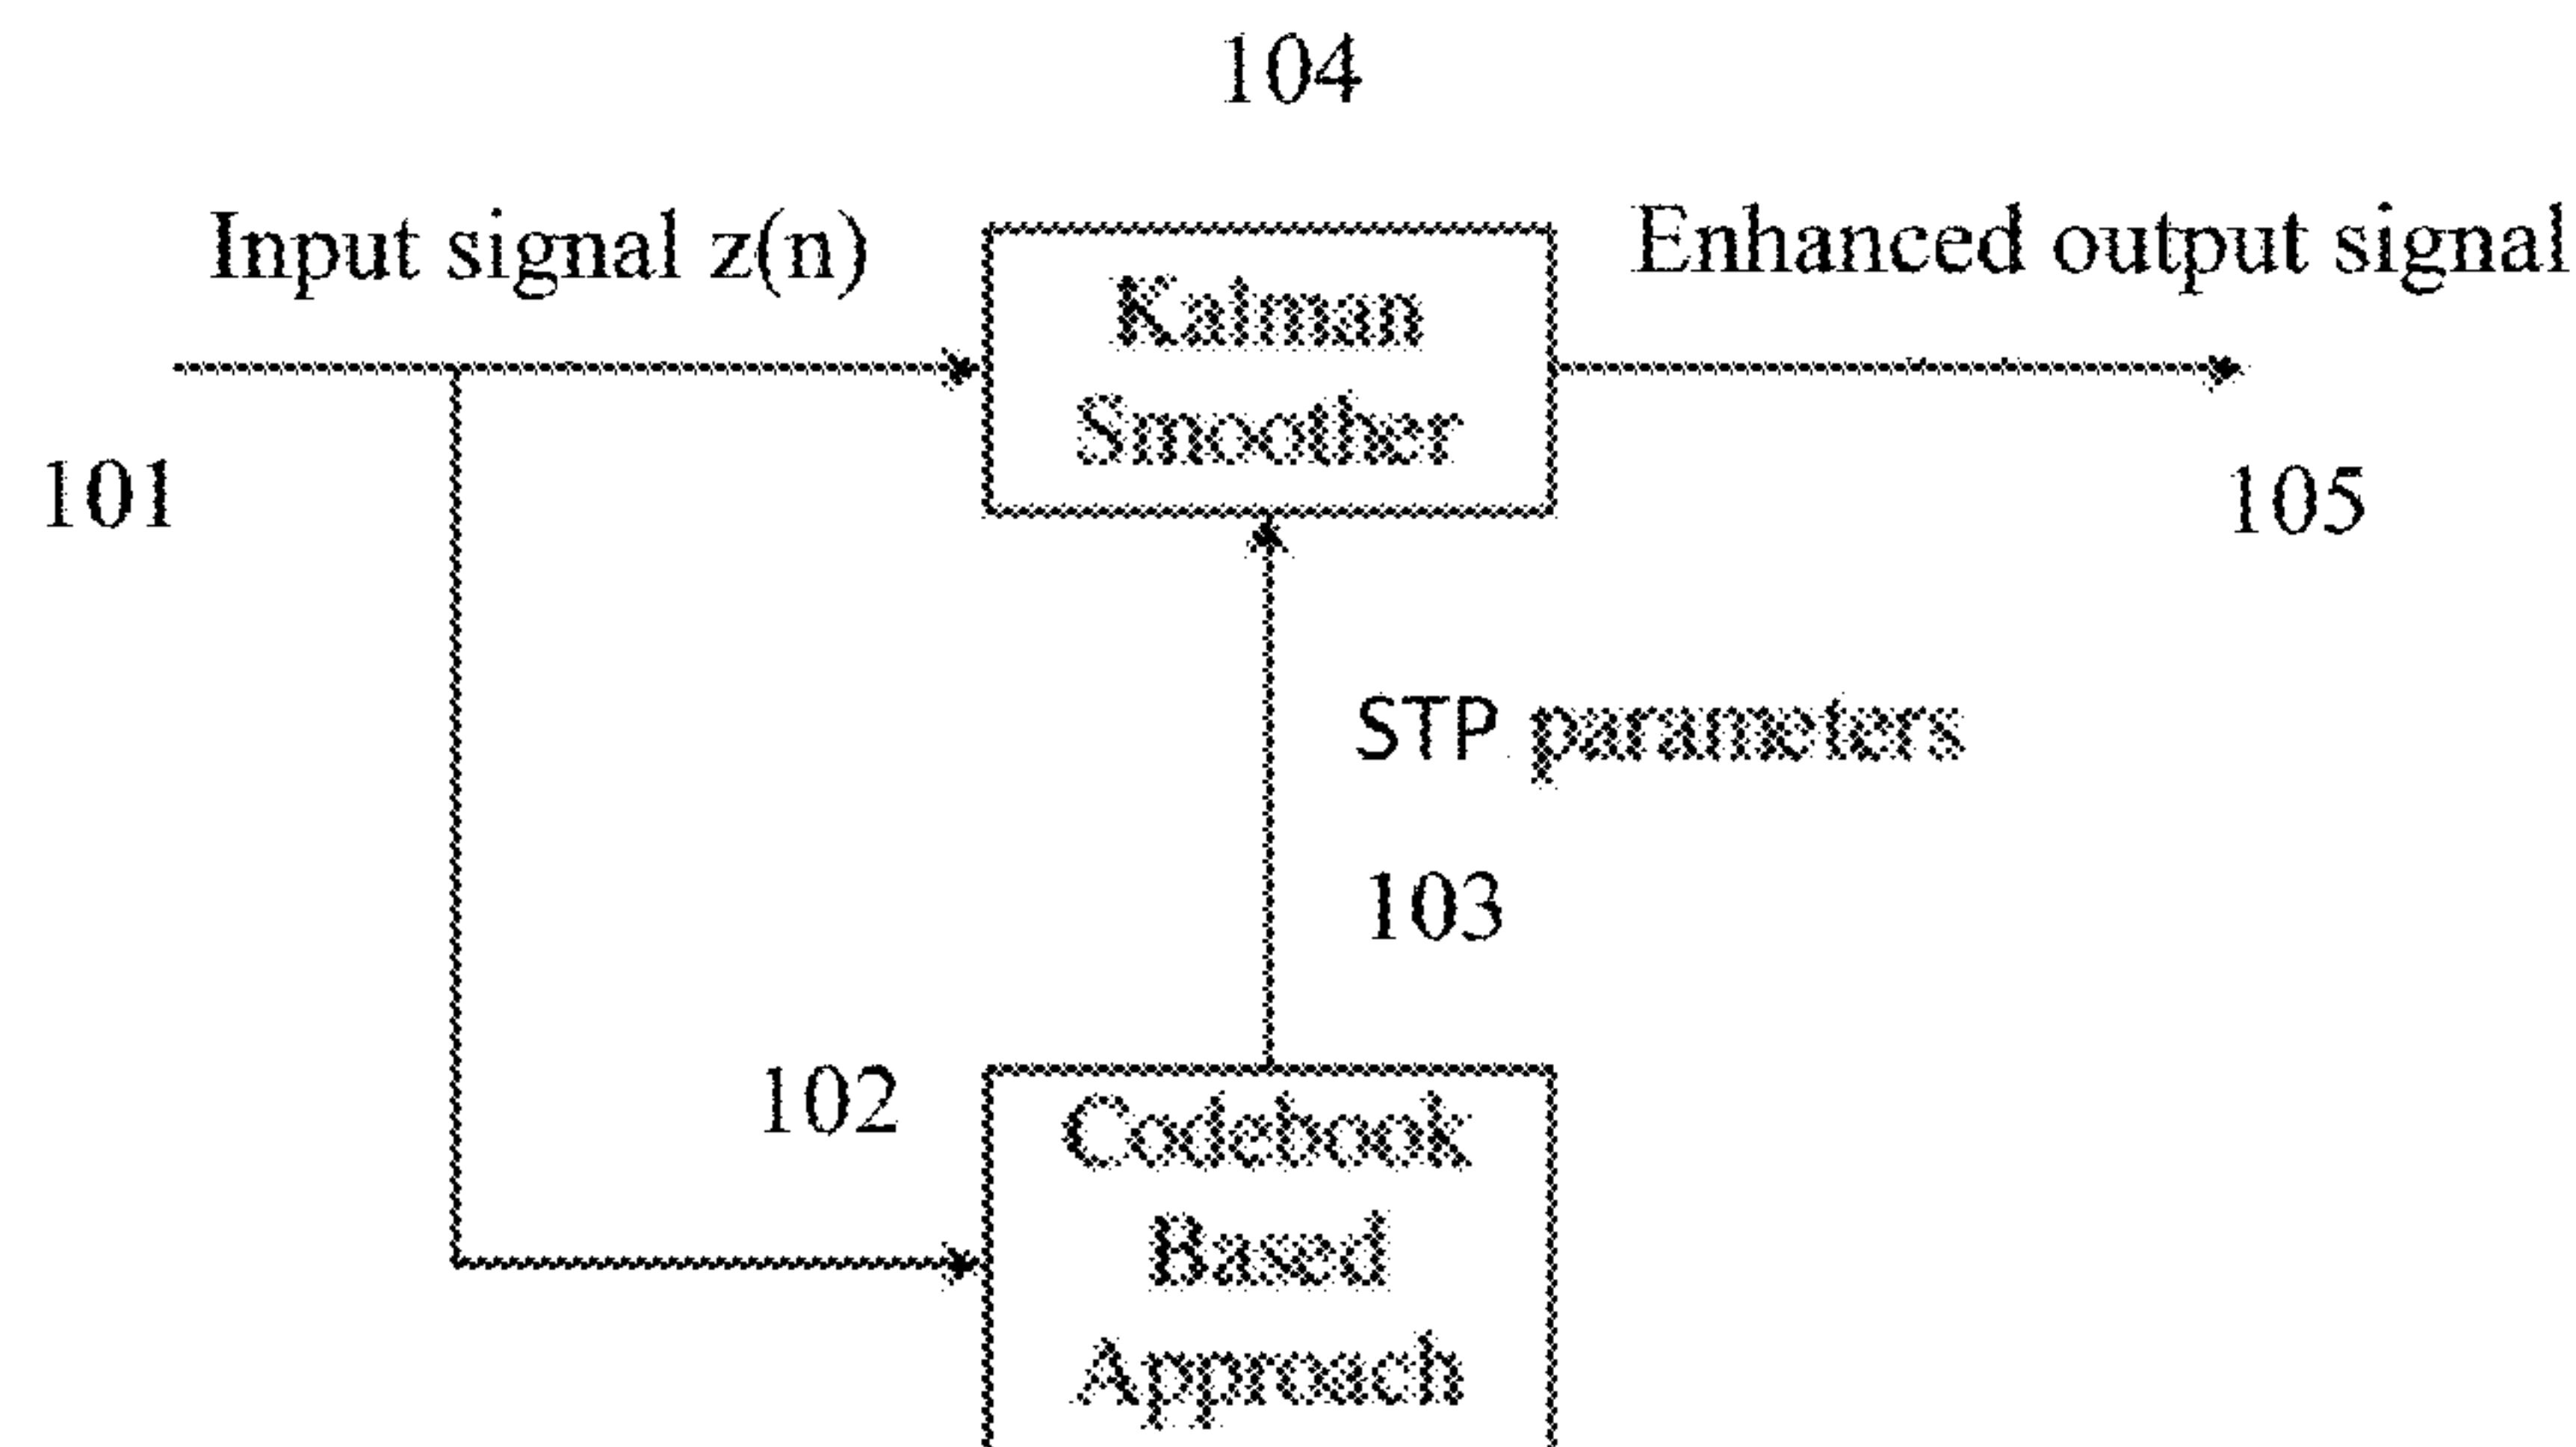 104
Input signal z(n)
Kalman
Smoother
Enhanced output signal
101
105
STP parameters
103
102
Codebook
Based
Approach